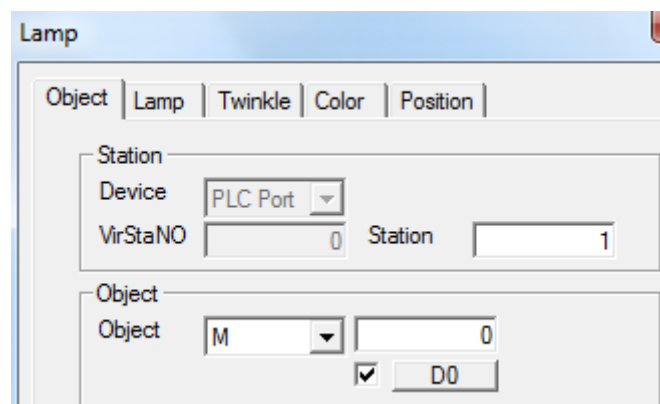 Lamp
Object Lamp Twinkle Color Position
Station
Device PLC Port
VirStaNO 0 Station 1
Object
Object M 0
D0